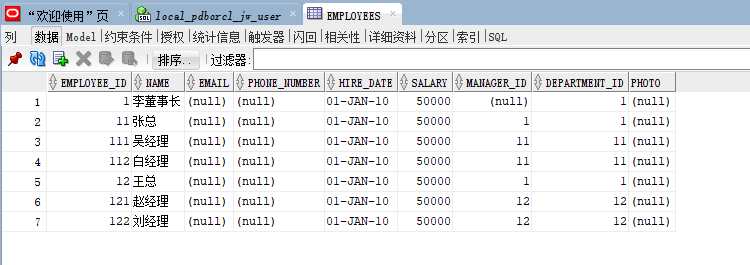 “欢迎使用”页 local_pdborcl_jw_user EMPLOYEES
列 数据 Model 约束条件 授权 统计信息 触发器 闪回 相关性 详细资料 分区 索引 SQL
排序.. 过滤器:
EMPLOYEE_ID NAME EMAIL PHONE_NUMBER HIRE_DATE SALARY MANAGER_ID DEPARTMENT_ID PHOTO
1 1 李董事长 (null) (null) 01-JAN-10 50000 (null) 1 (null)
2 11 张总 (null) (null) 01-JAN-10 50000 1 1 (null)
3 111 吴经理 (null) (null) 01-JAN-10 50000 11 11 (null)
4 112 白经理 (null) (null) 01-JAN-10 50000 11 11 (null)
5 12 王总 (null) (null) 01-JAN-10 50000 1 1 (null)
6 121 赵经理 (null) (null) 01-JAN-10 50000 12 12 (null)
7 122 刘经理 (null) (null) 01-JAN-10 50000 12 12 (null)